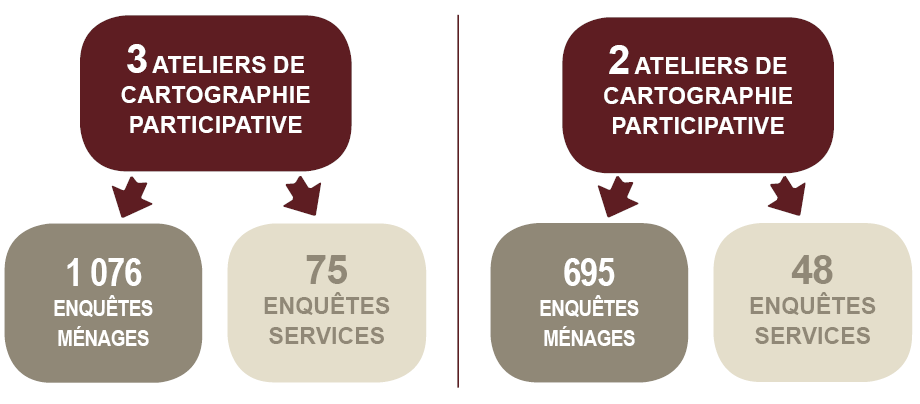 3 ATELIERS DE
CARTOGRAPHIE
PARTICIPATIVE
1 076
ENQUÊTES
MÉNAGES
75
ENQUÊTES
SERVICES
2 ATELIERS DE
CARTOGRAPHIE
PARTICIPATIVE
695
ENQUÊTES
MÉNAGES
48
ENQUÊTES
SERVICES